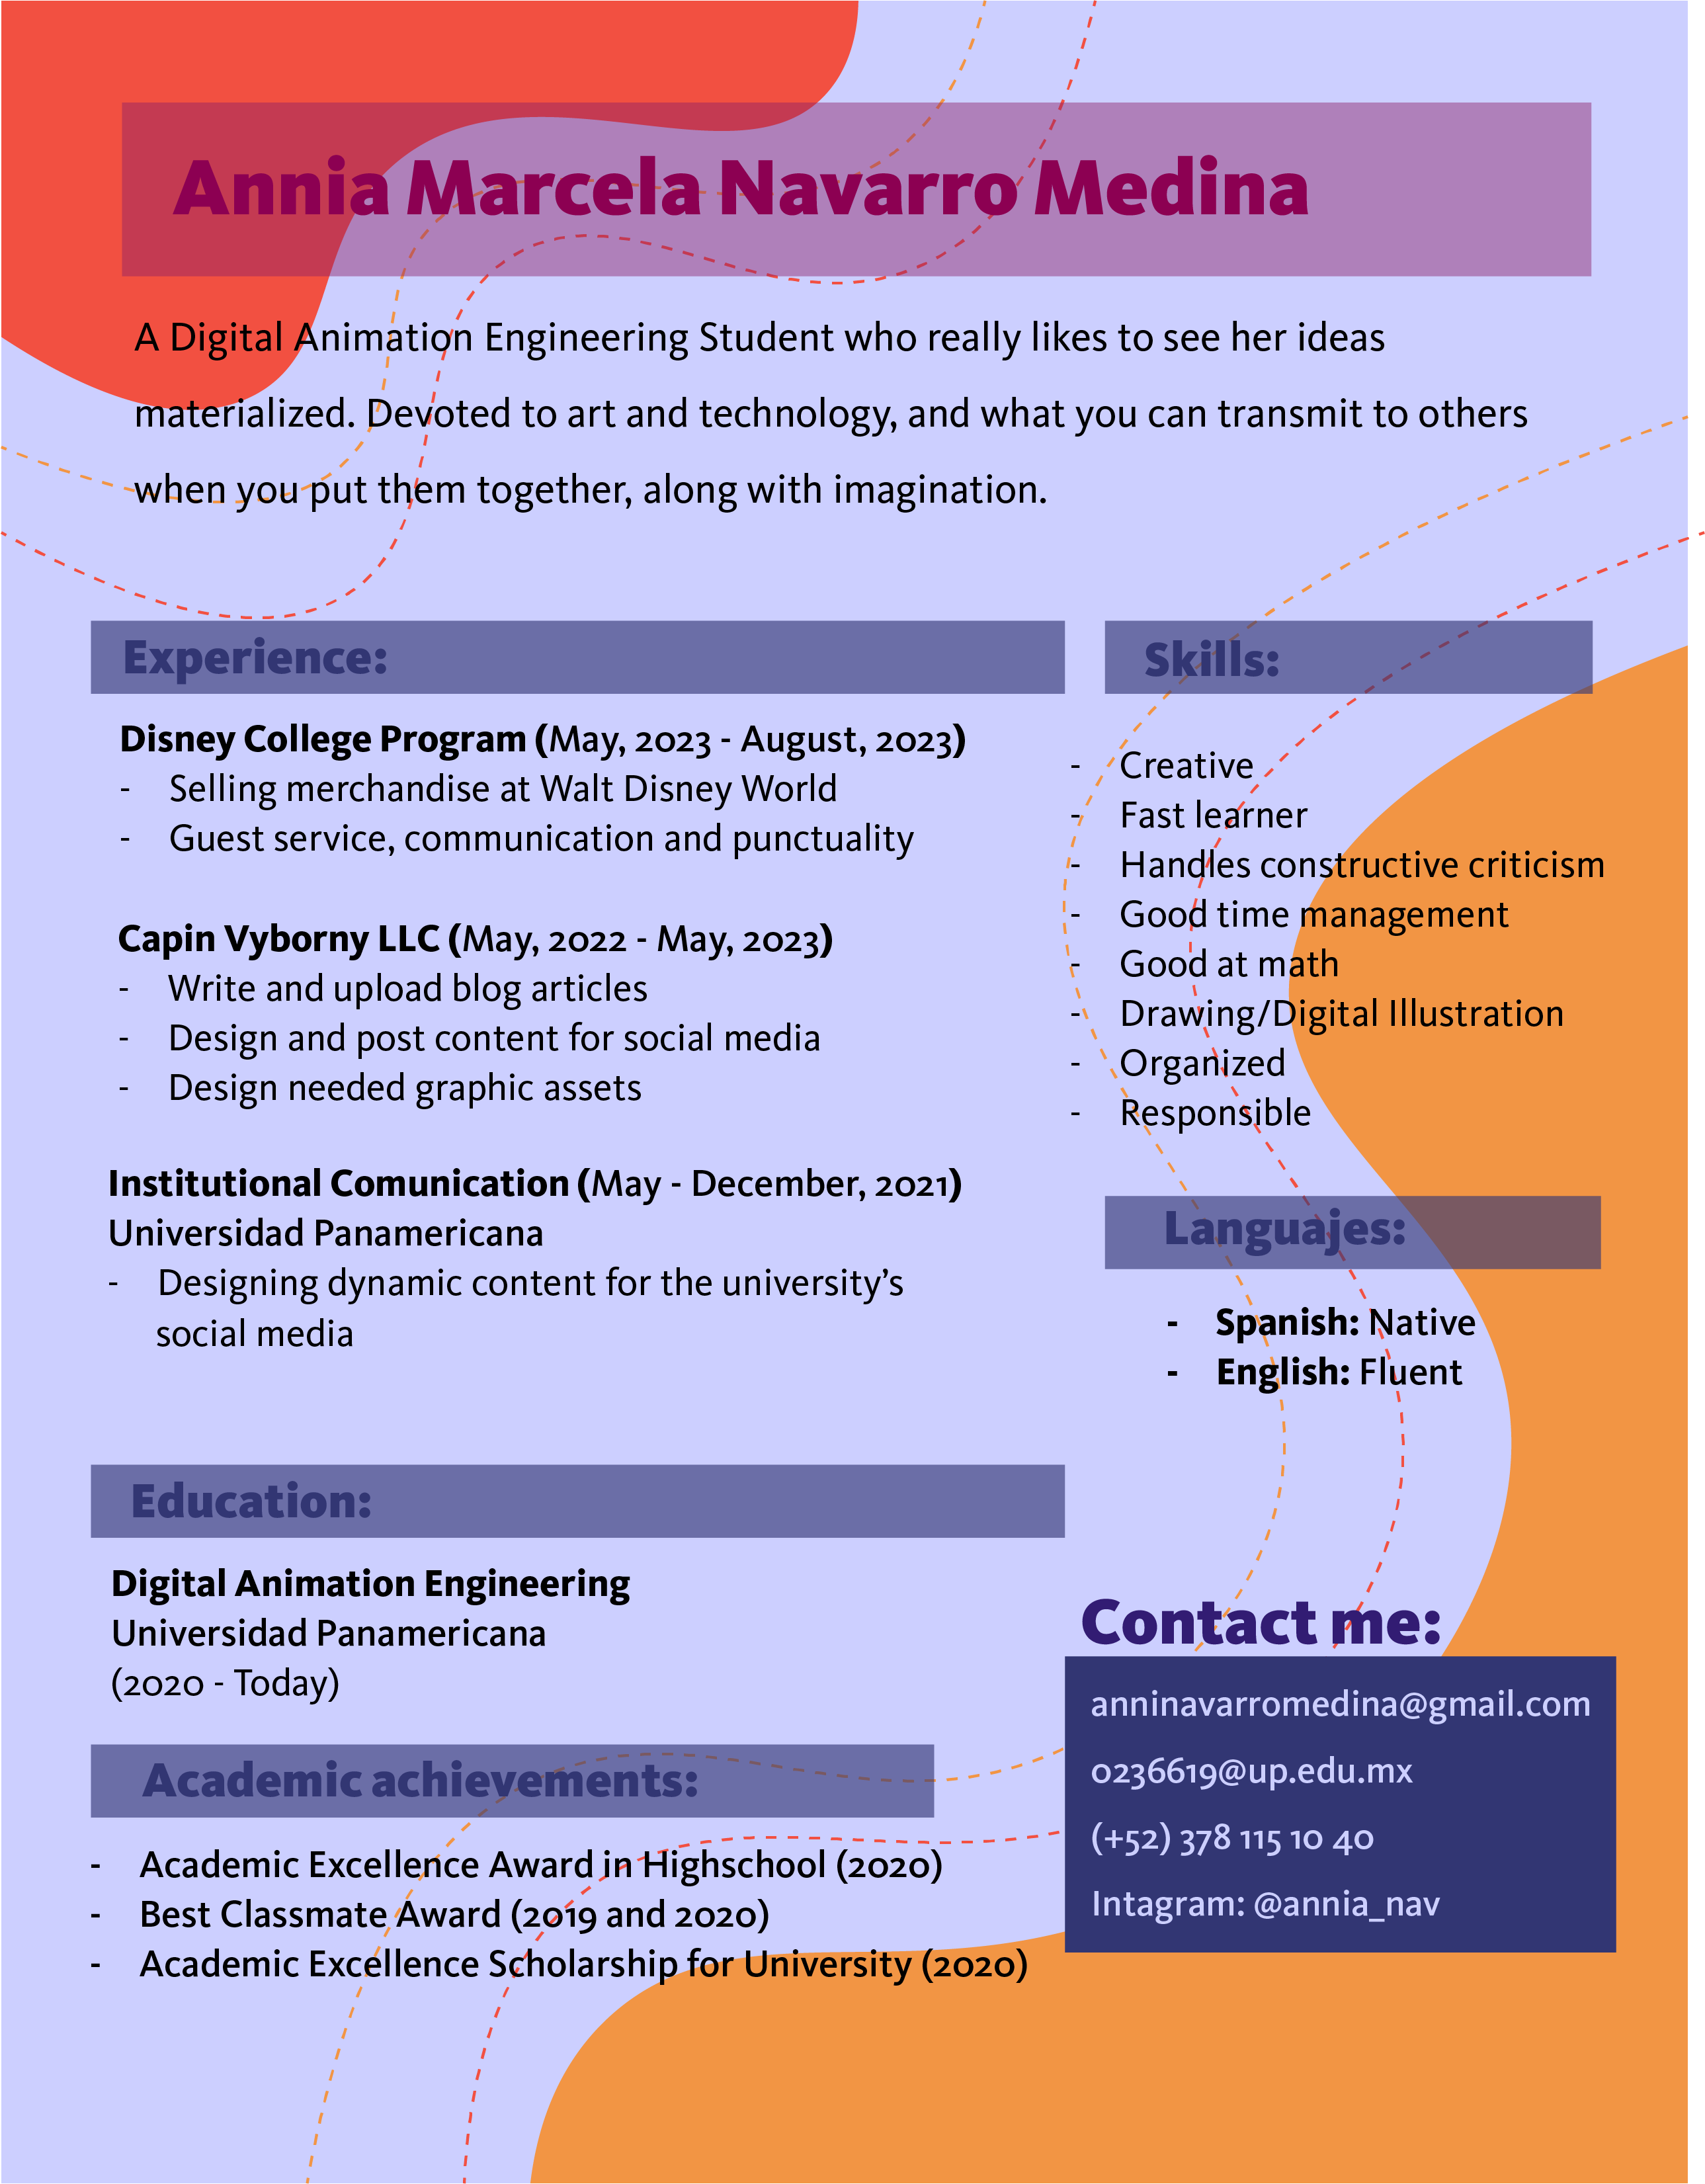 Annia Marcela Navarro Medina
A Digital Animation Engineering Student who really likes to see her ideas
materialized. Devoted to art and technology, and what you can transmit to others
when you put them together, along with imagination.
Experience:
Disney College Program (May, 2023 - August, 2023)
- Selling merchandise at Walt Disney World
- Guest service, communication and punctuality
Capin Vyborny LLC (May, 2022 - May, 2023)
- Write and upload blog articles
- Design and post content for social media
- Design needed graphic assets
Institutional Comunication (May - December, 2021)
Universidad Panamericana
- Designing dynamic content for the university’s
social media
Skills:
- Creative
- Fast learner
- Handles constructive criticism
- Good time management
- Good at math
- Drawing/Digital Illustration
- Organized
- Responsible
Languajes:
- Spanish: Native
- English: Fluent
Education:
Digital Animation Engineering
Universidad Panamericana
(2020 - Today)
Academic achievements:
- Academic Excellence Award in Highschool (2020)
- Best Classmate Award (2019 and 2020)
- Academic Excellence Scholarship for University (2020)
Contact me:
anninavarromedina@gmail.com
0236619@up.edu.mx
(+52) 378 115 10 40
Intagram: @annia_nav